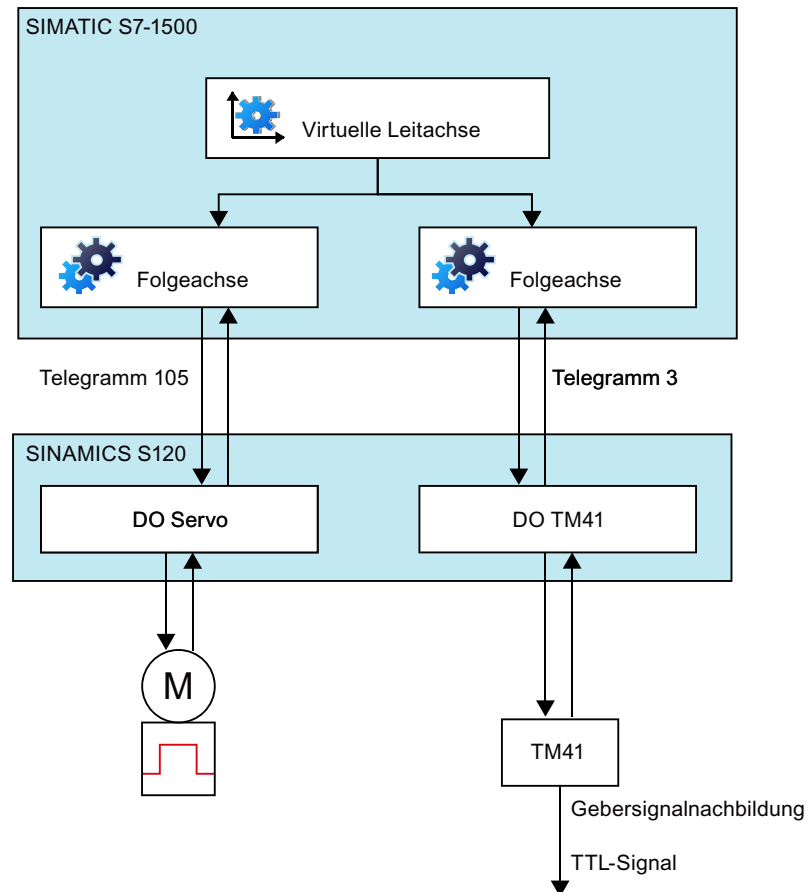 SIMATIC S7-1500
Virtuelle Leitachse
Folgeachse
Folgeachse
Telegramm 105
Telegramm 3
SINAMICS S120
DO Servo
DO TM41
M
TM41
Gebersignalnachbildung
TTL-Signal